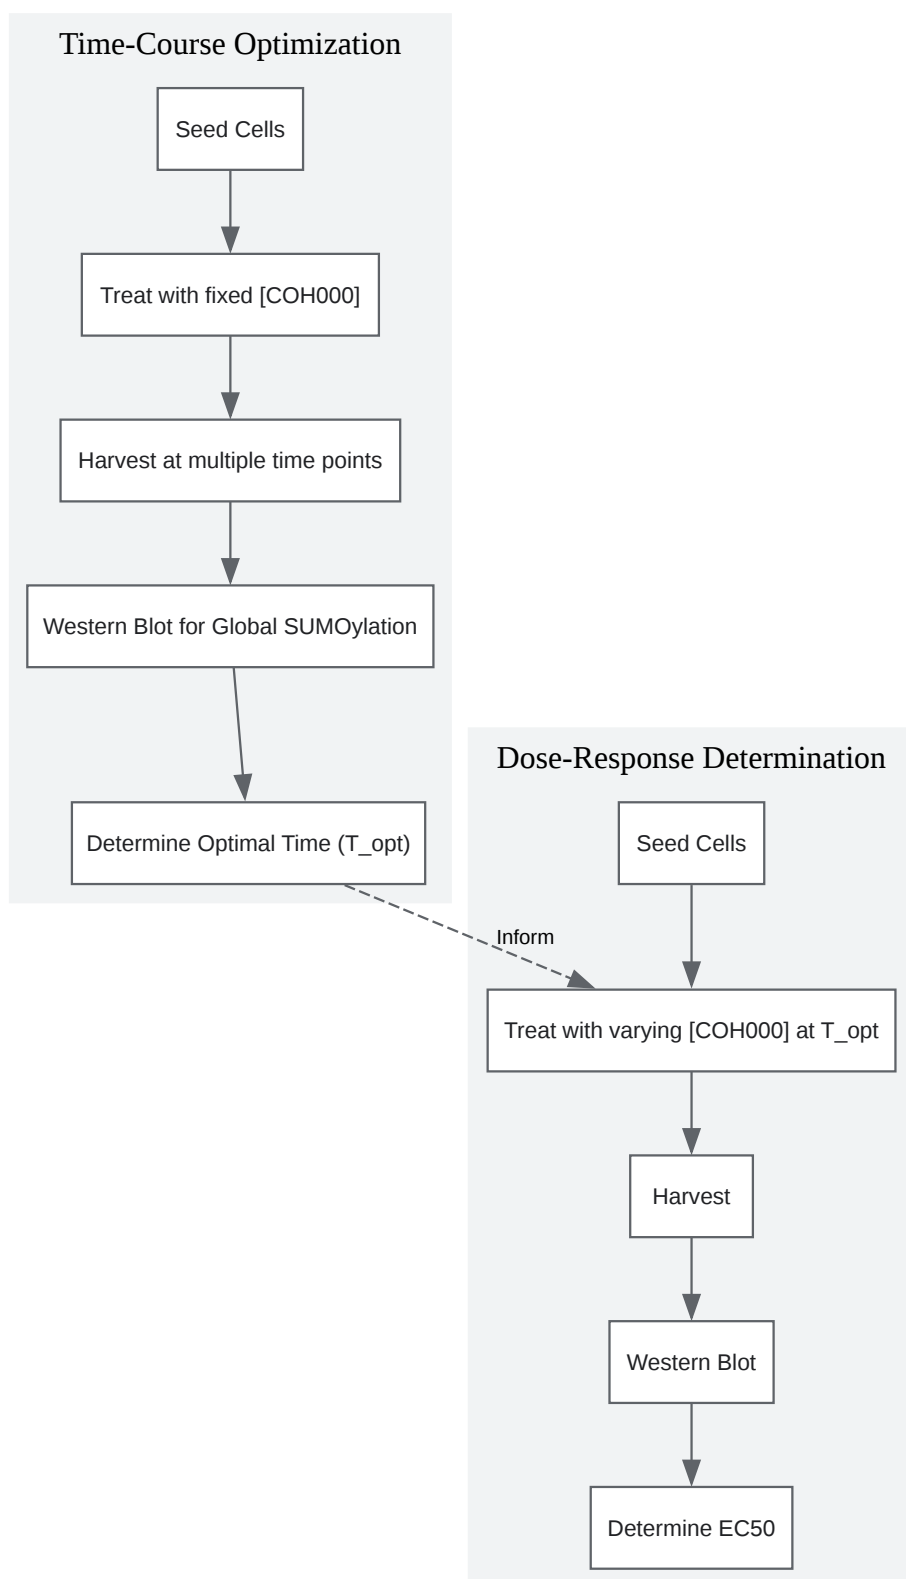 Time-Course Optimization
Seed Cells
Treat with fixed [COH000]
Harvest at multiple time points
Western Blot for Global SUMOylation
Determine Optimal Time (T_opt)
Inform
Dose-Response Determination
Seed Cells
Treat with varying [COH000] at T_opt
Harvest
Western Blot
Determine EC50